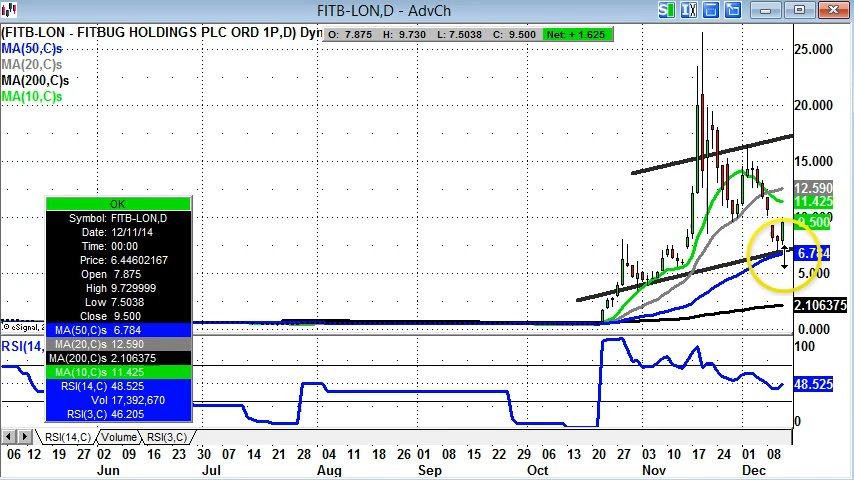 FITB-LON,D - AdvCh
(FITB-LON - FITBUG HOLDINGS PLC ORD 1P,D) Dyn
O: 7.875 H: 9.730 L: 7.5038 C: 9.500 Net: + 1.625
MA(50,C)s
MA(20,C)s
MA(200,C)s
MA(10,C)s
25.000
20.000
15.000
12.590
11.425
9.500
6.784
5.000
2.106375
0.000
OK
Symbol: FITB-LON,D
Date: 12/11/14
Time: 00:00
Price: 6.44602167
Open 7.875
High 9.729999
Low 7.5038
Close 9.500
MA(50,C)s 6.784
MA(20,C)s 12.590
MA(200,C)s 2.106375
MA(10,C)s 11.425
RSI(14,C) 48.525
Vol 17,392,670
RSI(3,C) 46.205
© eSignal,
RSI(14,
100
48.525
0
RSI(14,C) Volume RSI(3,C)
06 12 19 27 02 09 16 23 30 07 14 21 28 04 11 18 26 01 08 15 22 29 06 13 20 27 03 10 17 24 01 08
Jun Jul Aug Sep Oct Nov Dec